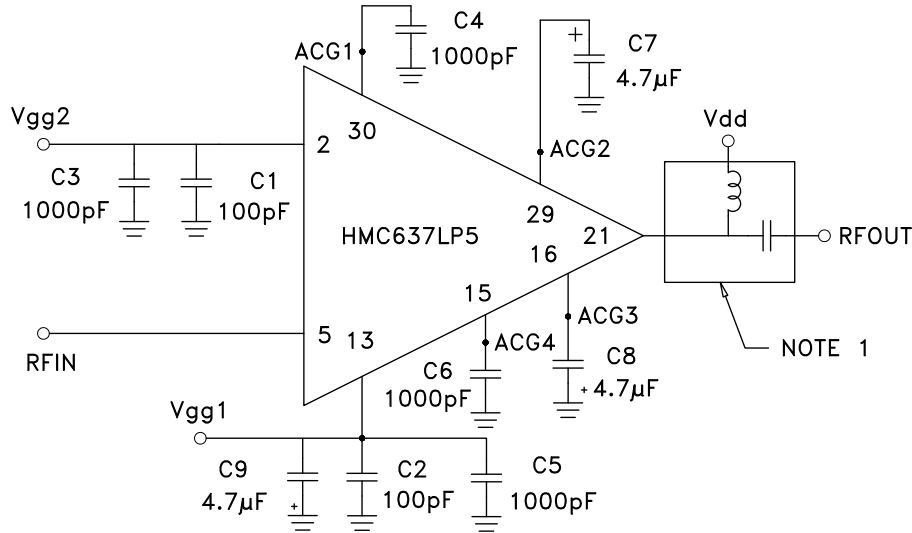 C4
1000pF
ACG1
+
C7
4.7μF
Vgg2
2
30
ACG2
Vdd
C3
1000pF
C1
100pF
29
HMC637LP5
21
RFOUT
16
15
ACG3
5
13
ACG4
RFIN
C6
1000pF
C8
+4.7μF
NOTE 1
Vgg1
C9
4.7μF
+
C2
100pF
C5
1000pF